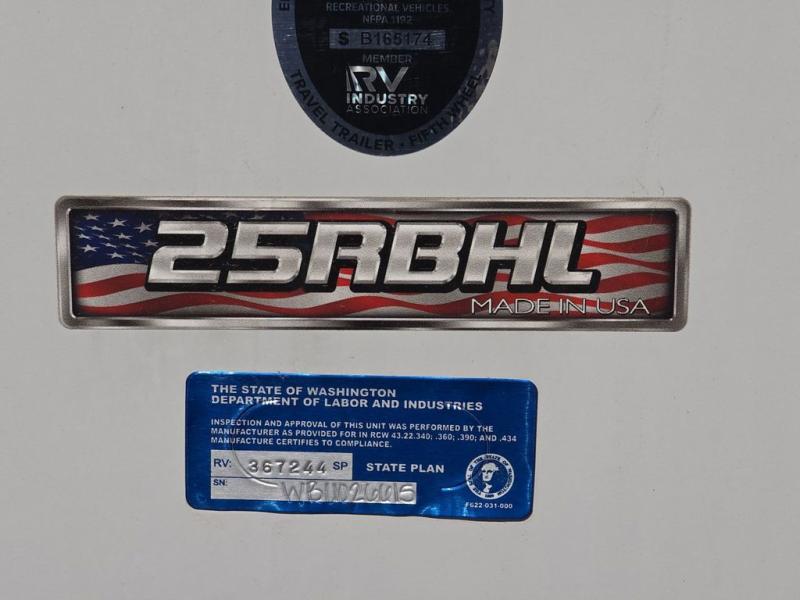 RECREATIONAL VEHICLES.
NFPA 1192
S B165174
MEMBER
RV
INDUSTRY
ASSOCIATION
TRAVEL TRAILER • FIFTH WHEEL
25RBHL
MADE IN USA
THE STATE OF WASHINGTON
DEPARTMENT OF LABOR AND INDUSTRIES
INSPECTION AND APPROVAL OF THIS UNIT WAS PERFORMED BY THE
MANUFACTURER AS PROVIDED FOR IN RCW 43.22.340; .360; .390; AND .434
MANUFACTURE CERTIFIES TO COMPLIANCE.
RV: 367244 SP STATE PLAN
SN:
F622-031-000